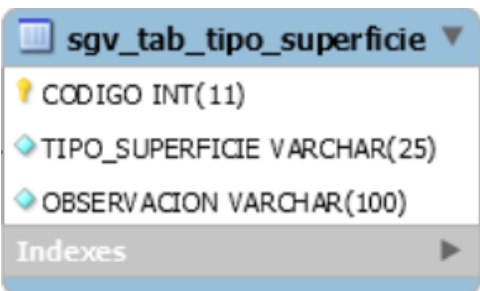 sgv_tab_tipo_superficie
CODIGO INT(11)
TIPO_SUPERFICIE VARCHAR(25)
OBSERVACION VARCHAR(100)
Indexes